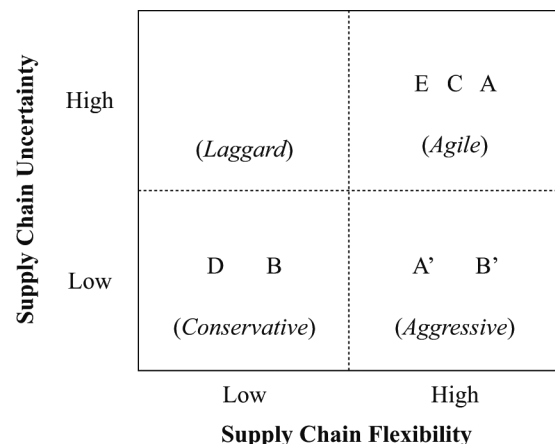 Supply Chain Uncertainty
High
E C A
(Laggard)
(Agile)
Low
D B
A’ B’
(Conservative)
(Aggressive)
Low
High
Supply Chain Flexibility